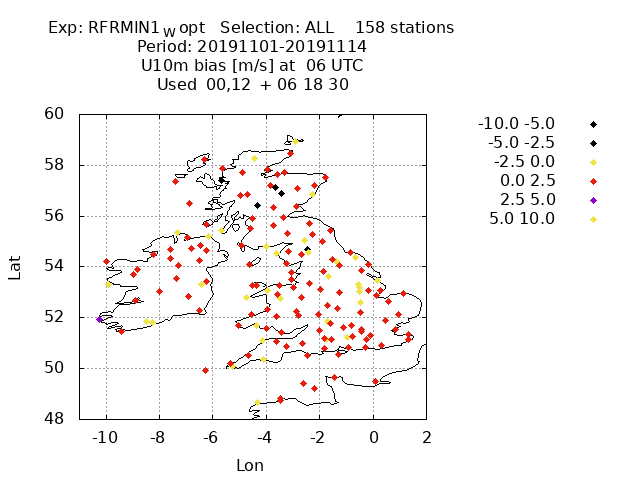 Exp: RFRMIN1Wopt Selection: ALL 158 stations
Period: 20191101-20191114
U10m bias [m/s] at 06 UTC
Used 00,12 + 06 18 30
-10.0 -5.0
-5.0 -2.5
-2.5 0.0
0.0 2.5
2.5 5.0
5.0 10.0
60
58
56
54
52
50
48
Lat
-10 -8 -6 -4 -2 0 2
Lon